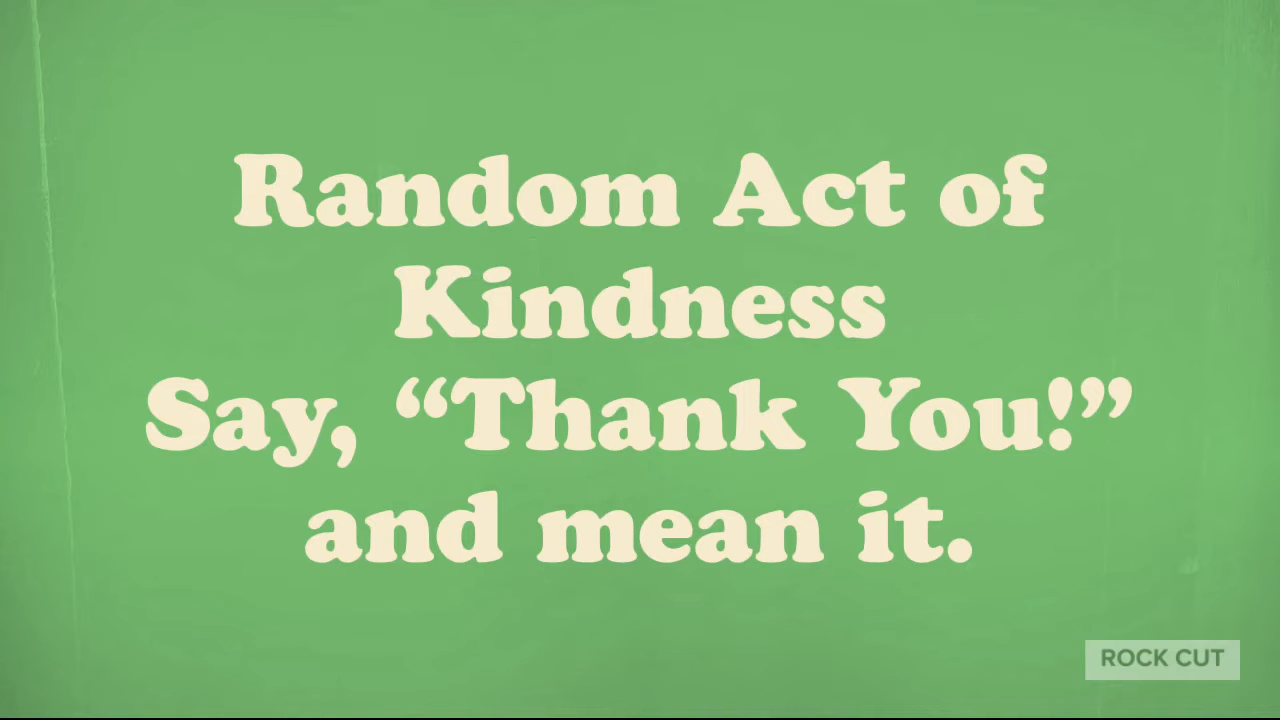 Random Act of
Kindness
Say, “Thank You!”
and mean it.
ROCK CUT